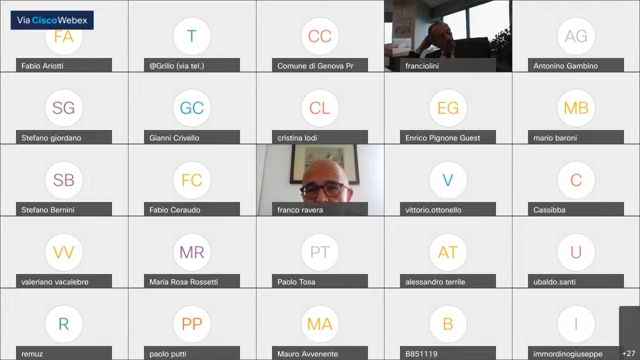 Via Cisco Webex
FA
T
CC
AG
Fabio Ariotti
@Grillo (via tel.)
Comune di Genova Pr
franciolini
Antonino Gambino
SG
GC
CL
EG
MB
Stefano giordano
Gianni Crivello
cristina lodi
Enrico Pignone Guest
mario baroni
SB
FC
V
C
Stefano Bernini
Fabio Ceraudo
franco ravera
vittorio.ottonello
Cassibba
VV
MR
PT
AT
U
valeriano vacalebre
Maria Rosa Rossetti
Paolo Tosa
alessandro terrile
ubaldo.santi
R
PP
MA
B
I
remuz
paolo putti
Mauro Avvenente
B851119
immordinogiuseppe
+27